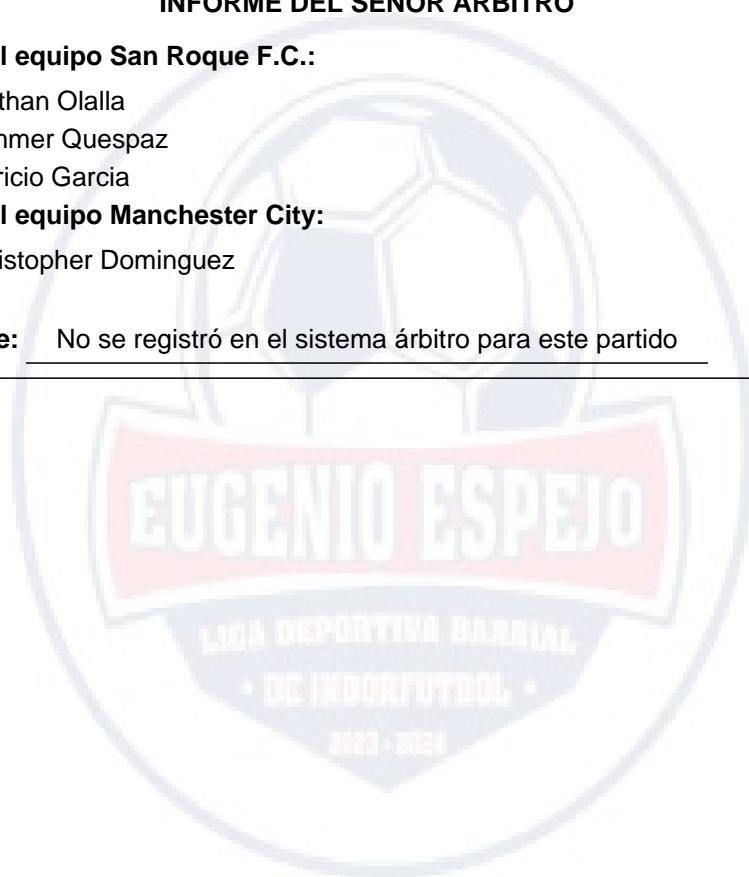 INFORME DEL SEÑOR ÁRBITRO
l equipo San Roque F.C.:
than Olalla
nmer Quespaz
ricio Garcia
l equipo Manchester City:
istopher Dominguez
e: No se registró en el sistema árbitro para este partido
EUGENIO ESPEJO
LIGA DEPORTIVA BARRIAL
• DE INDORFUTBOL •
2023 - 2024